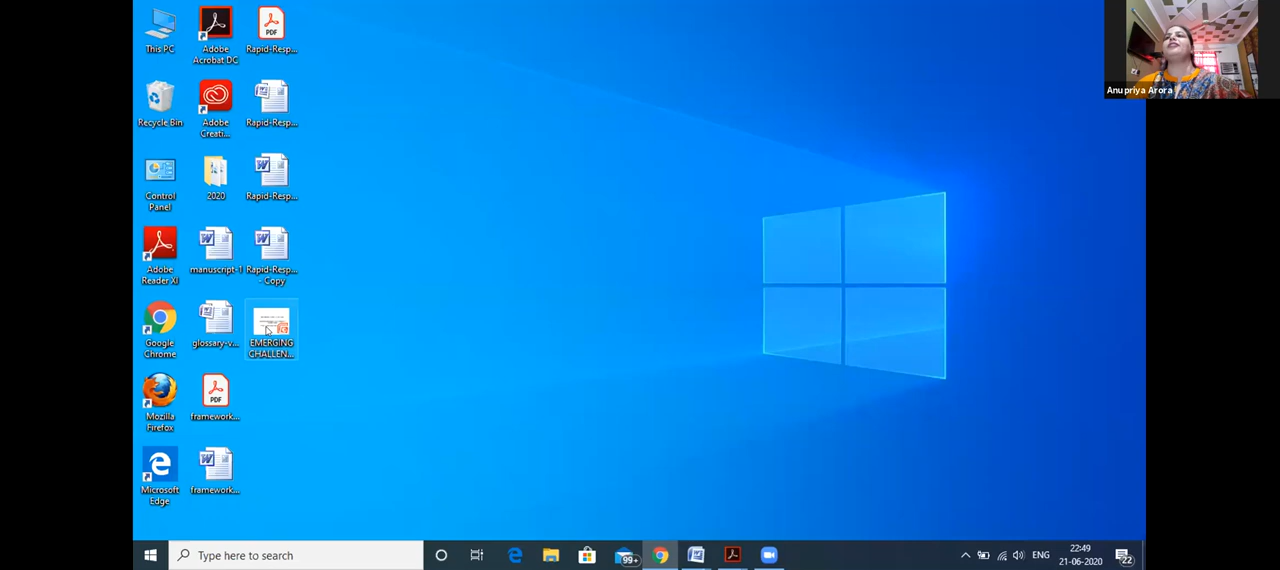 This PC
Adobe
Acrobat DC
Rapid-Resp...
Recycle Bin
Adobe
Creati...
Rapid-Resp...
Control
Panel
2020
Rapid-Resp...
Adobe
Reader XI
manuscript-1
Rapid-Resp...
- Copy
Google
Chrome
glossary-v...
EMERGING
CHALLEN...
Mozilla
Firefox
PDF
framework...
Microsoft
Edge
framework...
PDF
Anupriya Arora
Type here to search
99+
ENG
22:49
21-06-2020
22